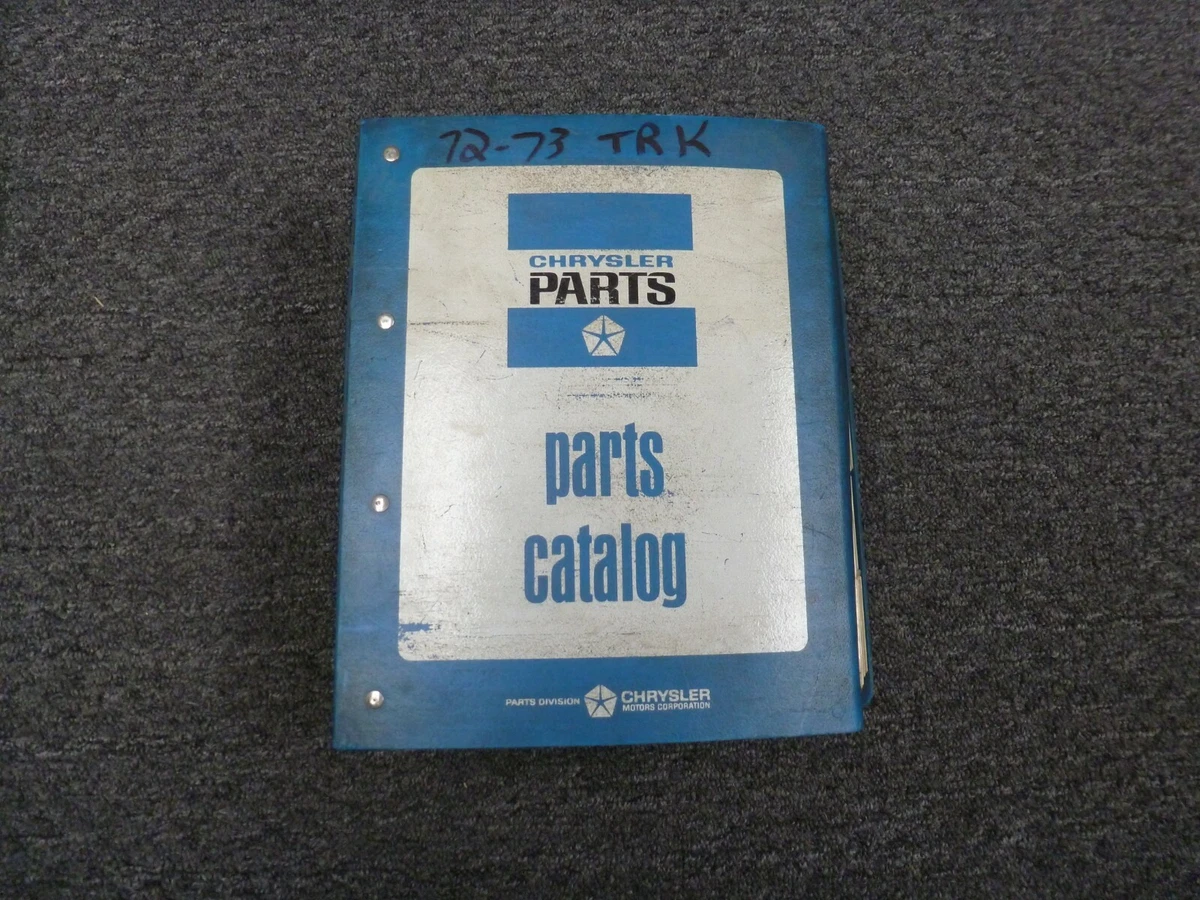 72-73 TRK
CHRYSLER
PARTS
parts
catalog
PARTS DIVISION CHRYSLER
MOTORS CORPORATION